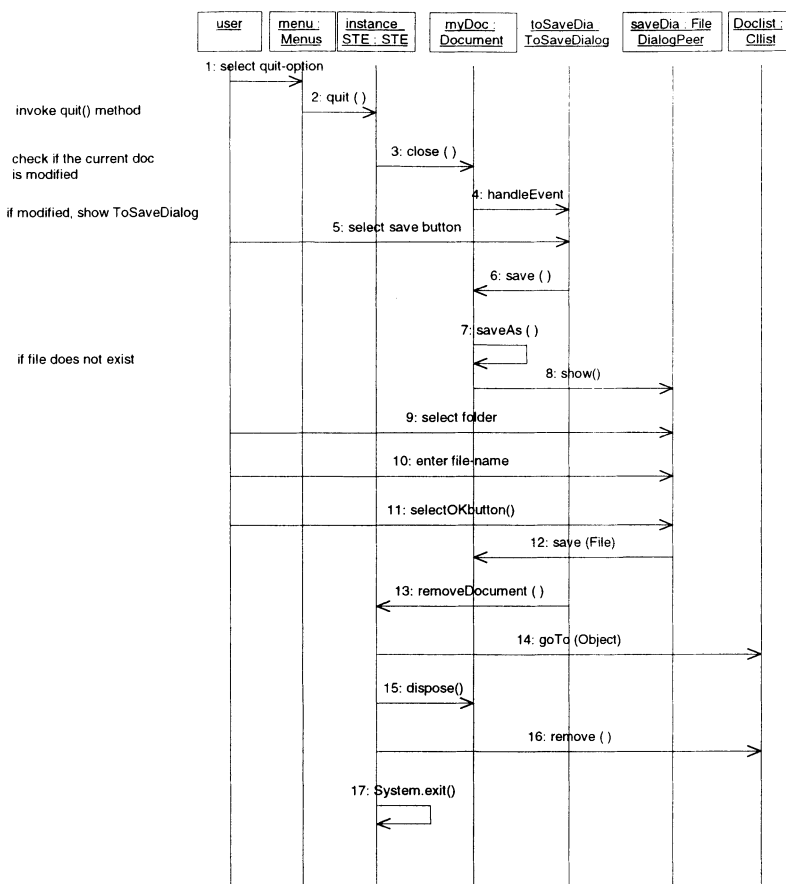 user
menu :
Menus
instance_
STE : STE
myDoc :
Document
toSaveDia
ToSaveDialog
saveDia : File
DialogPeer
Doclist :
Cllist
1: select quit-option
2: quit ( )
invoke quit() method
3: close ( )
check if the current doc
is modified
4: handleEvent
if modified, show ToSaveDialog
5: select save button
6: save ( )
7: saveAs ( )
if file does not exist
8: show()
9: select folder
10: enter file-name
11: selectOKbutton()
12: save (File)
13: removeDocument ( )
14: goTo (Object)
15: dispose()
16: remove ( )
17: System.exit()